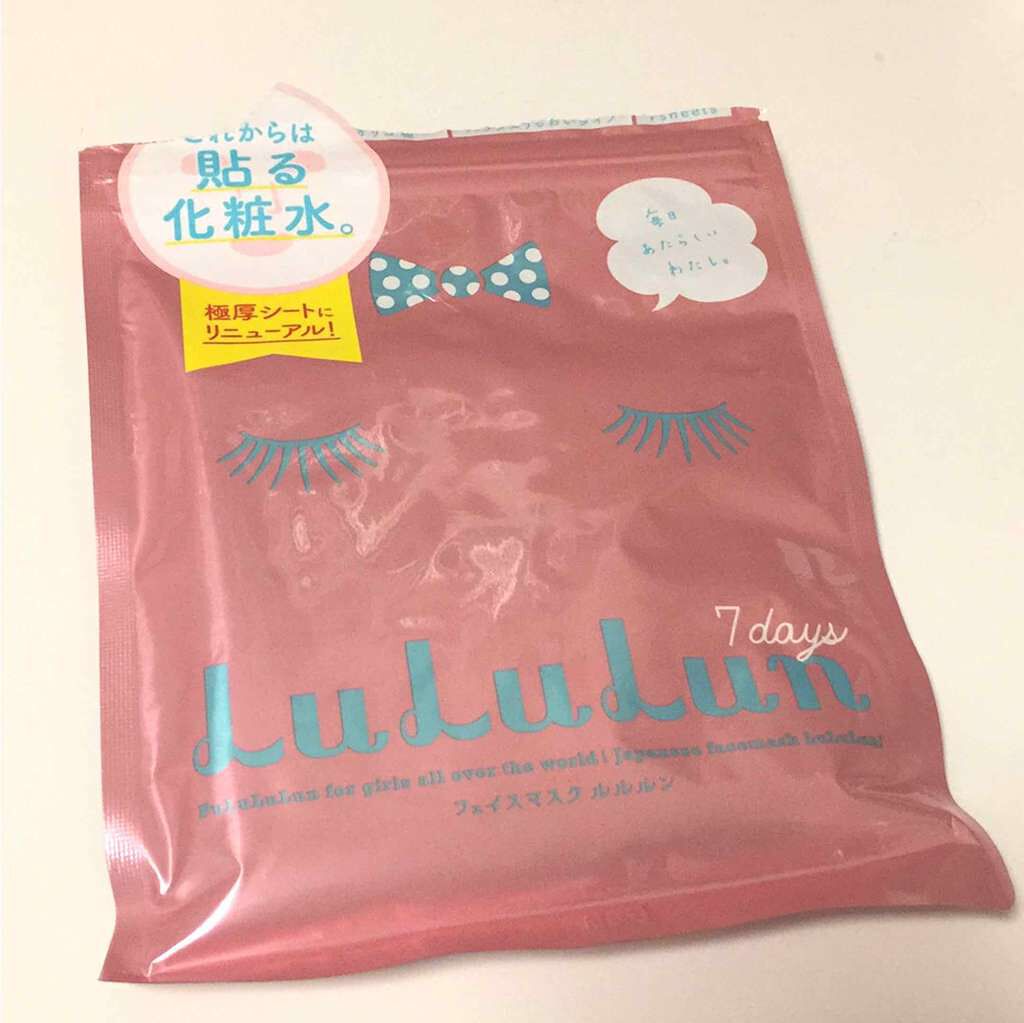 これからは
貼る
化粧水。
極厚シートに
リニューアル!
毎日
あたらしい
わたし。
7days
LuLuLun
PuLuLuLun for girls all over the world! Japanese facemask LuLuLun!
フェイスマスク ルルルン